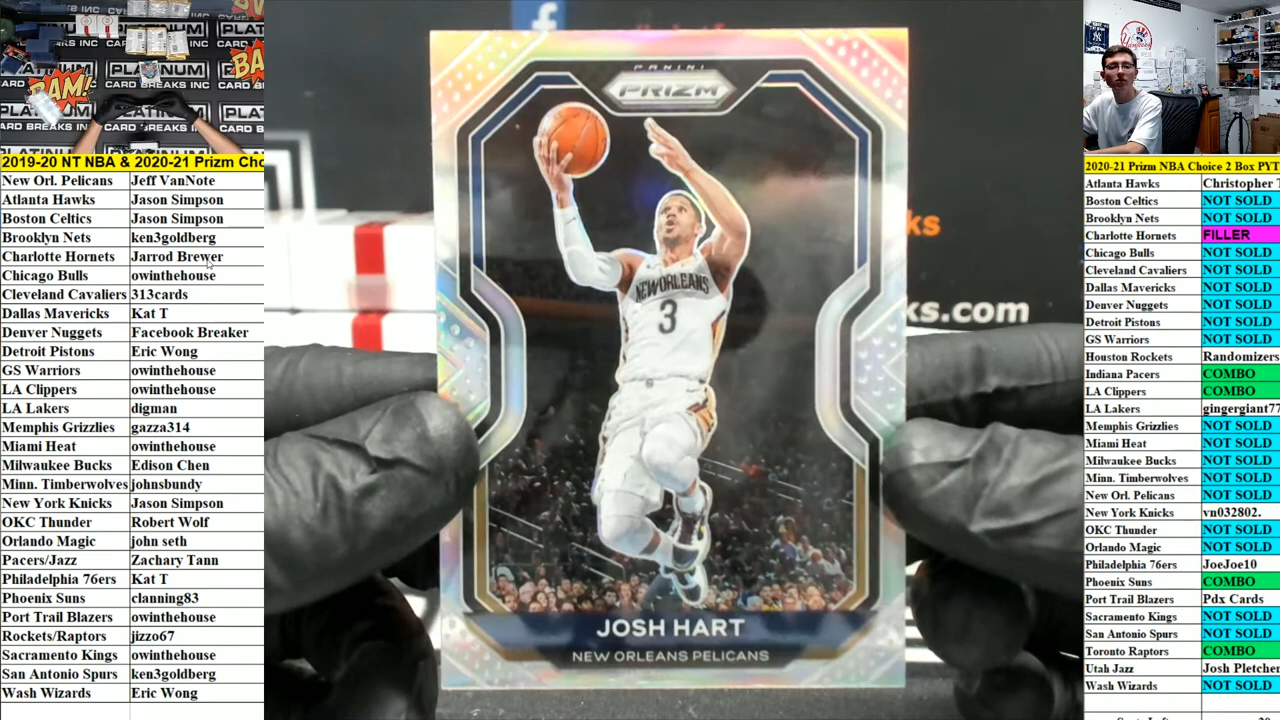 PLATINUM
CARD BREAKS INC
BAM!
2019-20 NT NBA & 2020-21 Prizm Cho
New Orl. Pelicans Jeff VanNote
Atlanta Hawks Jason Simpson
Boston Celtics Jason Simpson
Brooklyn Nets ken3goldberg
Charlotte Hornets Jarrod Brewer
Chicago Bulls owinthehouse
Cleveland Cavaliers 313cards
Dallas Mavericks Kat T
Denver Nuggets Facebook Breaker
Detroit Pistons Eric Wong
GS Warriors owinthehouse
LA Clippers owinthehouse
LA Lakers digman
Memphis Grizzlies gazza314
Miami Heat owinthehouse
Milwaukee Bucks Edison Chen
Minn. Timberwolves johnsbundy
New York Knicks Jason Simpson
OKC Thunder Robert Wolf
Orlando Magic john seth
Pacers/Jazz Zachary Tann
Philadelphia 76ers Kat T
Phoenix Suns clanning83
Port Trail Blazers owinthehouse
Rockets/Raptors jizzo67
Sacramento Kings owinthehouse
San Antonio Spurs ken3goldberg
Wash Wizards Eric Wong
PANINI
PRIZM
NEW ORLEANS
3
JOSH HART
NEW ORLEANS PELICANS
ks
ks.com
Yankees
2020-21 Prizm NBA Choice 2 Box PYT
Atlanta Hawks Christopher T
Boston Celtics NOT SOLD
Brooklyn Nets NOT SOLD
Charlotte Hornets FILLER
Chicago Bulls NOT SOLD
Cleveland Cavaliers NOT SOLD
Dallas Mavericks NOT SOLD
Denver Nuggets NOT SOLD
Detroit Pistons NOT SOLD
GS Warriors NOT SOLD
Houston Rockets Randomizers
Indiana Pacers COMBO
LA Clippers COMBO
LA Lakers gingergiant77
Memphis Grizzlies NOT SOLD
Miami Heat NOT SOLD
Milwaukee Bucks NOT SOLD
Minn. Timberwolves NOT SOLD
New Orl. Pelicans NOT SOLD
New York Knicks vn032802.
OKC Thunder NOT SOLD
Orlando Magic NOT SOLD
Philadelphia 76ers JoeJoe10
Phoenix Suns COMBO
Port Trail Blazers Pdx Cards
Sacramento Kings NOT SOLD
San Antonio Spurs NOT SOLD
Toronto Raptors COMBO
Utah Jazz Josh Pletcher
Wash Wizards NOT SOLD